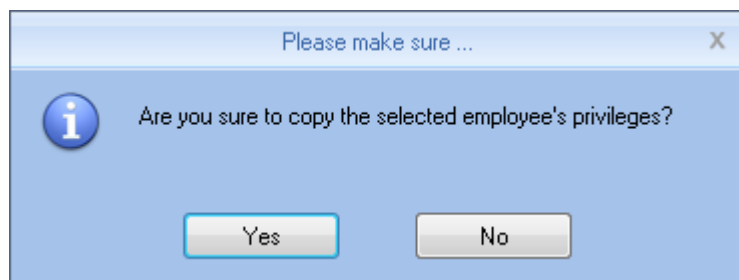 Please make sure ...
X
Are you sure to copy the selected employee's privileges?
Yes
No